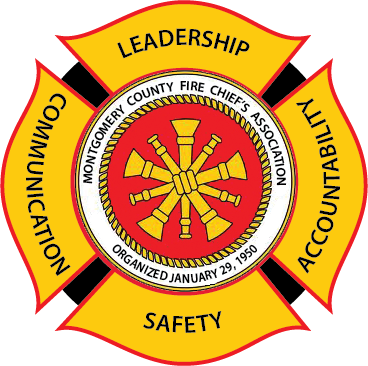 LEADERSHIP
COMMUNICATION
MONTGOMERY COUNTY FIRE CHIEF'S ASSOCIATION
ACCOUNTABILITY
ORGANIZED JANUARY 29, 1950
SAFETY